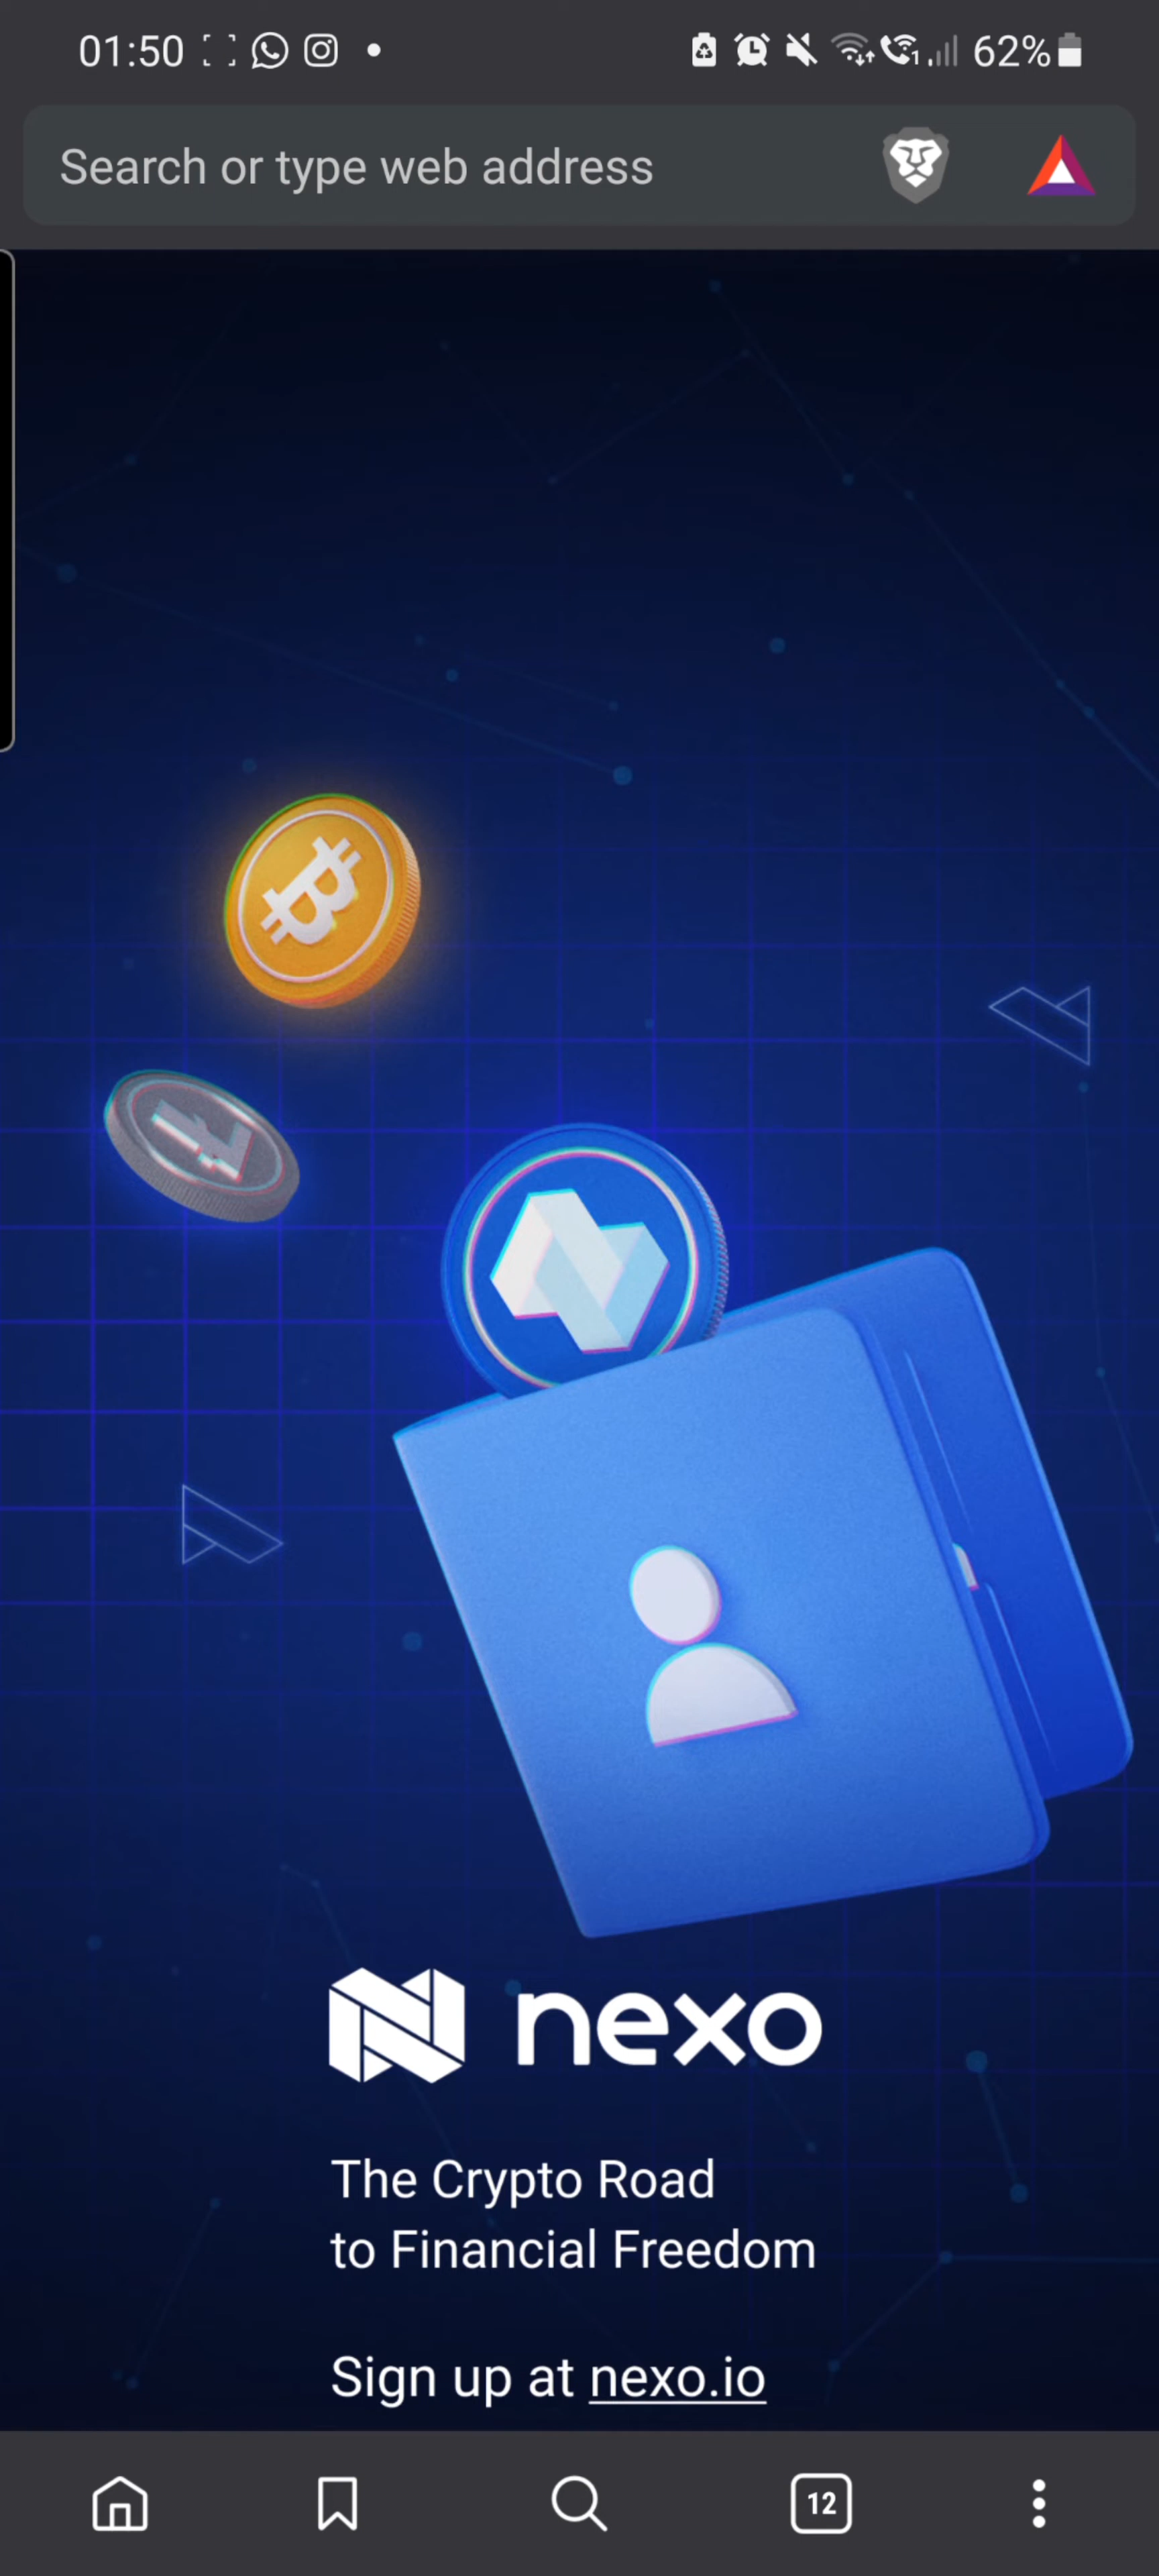 01:50
62%
Search or type web address
nexo
The Crypto Road
to Financial Freedom
Sign up at nexo.io
12